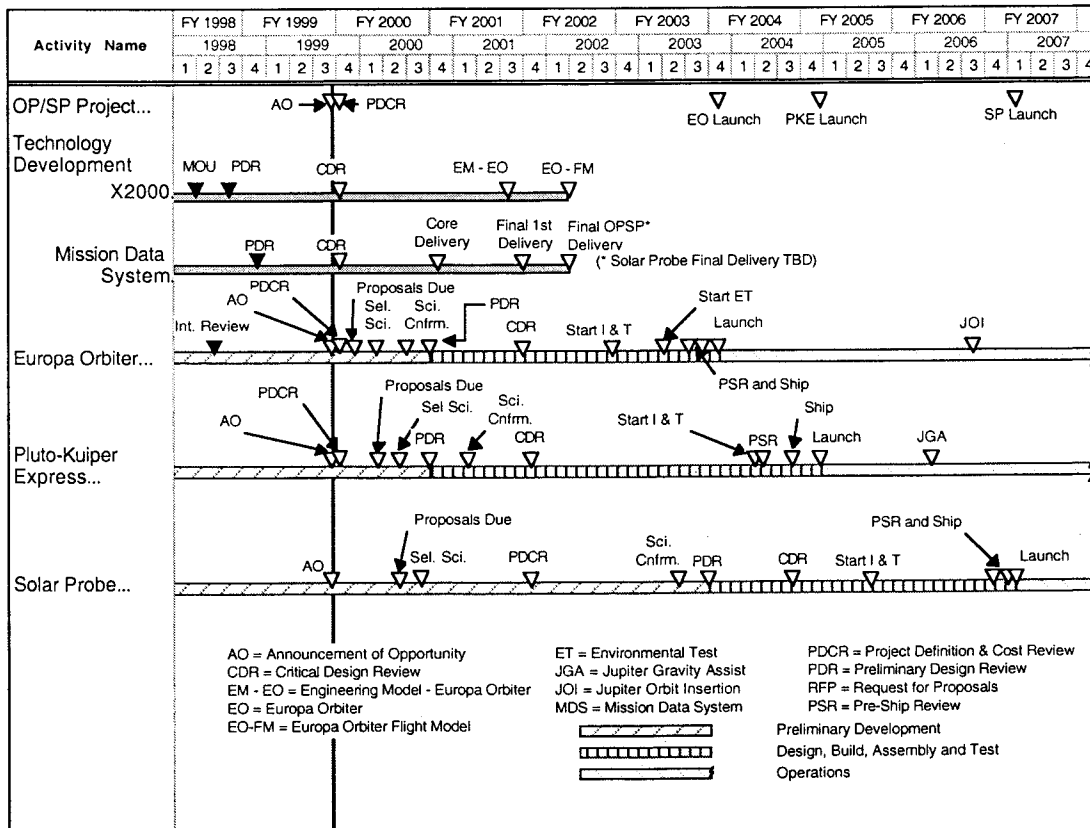 FY 1998 FY 1999 FY 2000 FY 2001 FY 2002 FY 2003 FY 2004 FY 2005 FY 2006 FY 2007
Activity Name
1998 1999 2000 2001 2002 2003 2004 2005 2006 2007
1 2 3 4 1 2 3 4 1 2 3 4 1 2 3 4 1 2 3 4 1 2 3 4 1 2 3 4 1 2 3 4 1 2 3 4 1 2 3 4
OP/SP Project...
AO PDCR
EO Launch PKE Launch SP Launch
Technology
Development
X2000.
MOU PDR CDR EM - EO EO - FM
Mission Data
System.
PDR CDR
Core
Delivery
Final 1st
Delivery
Final OPSP*
Delivery
(* Solar Probe Final Delivery TBD)
Europa Orbiter...
Int. Review
AO
PDCR
Proposals Due
Sel.
Sci.
Sci.
Cnfrm.
PDR
CDR
Start I & T
Start ET
Launch
PSR and Ship
JOI
Pluto-Kuiper
Express...
AO
PDCR
Proposals Due
Sel Sci.
PDR
Sci.
Cnfrm.
CDR
Start I & T
PSR
Ship
Launch
JGA
Solar Probe...
AO
Proposals Due
Sel. Sci.
PDCR
Sci.
Cnfrm.
PDR
CDR
Start I & T
PSR and Ship
Launch
AO = Announcement of Opportunity
CDR = Critical Design Review
EM - EO = Engineering Model - Europa Orbiter
EO = Europa Orbiter
EO-FM = Europa Orbiter Flight Model
ET = Environmental Test
JGA = Jupiter Gravity Assist
JOI = Jupiter Orbit Insertion
MDS = Mission Data System
PDCR = Project Definition & Cost Review
PDR = Preliminary Design Review
RFP = Request for Proposals
PSR = Pre-Ship Review
Preliminary Development
Design, Build, Assembly and Test
Operations